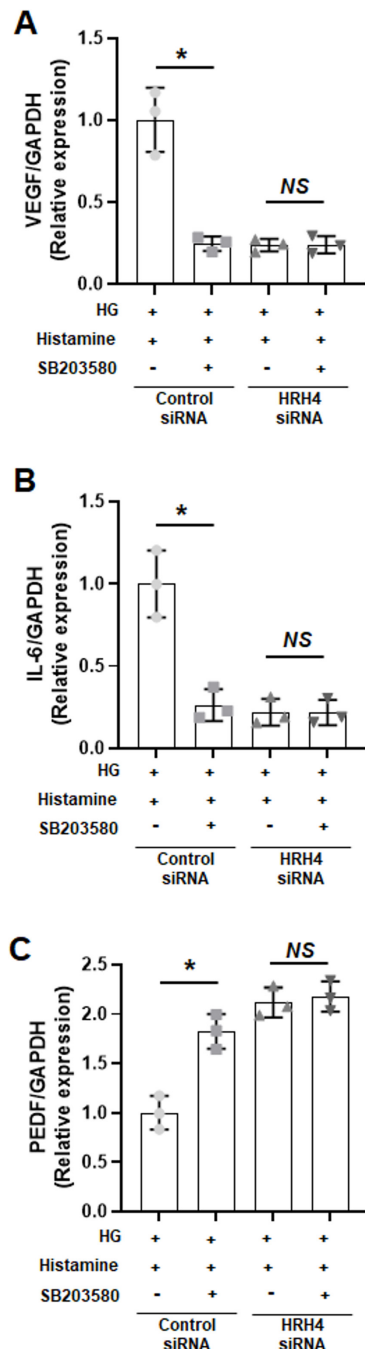 A
VEGF/GAPDH
(Relative expression)
1.5
1.0
0.5
0.0
*
NS
HG + + + +
Histamine + + + +
SB203580 - + - +
Control siRNA HRH4 siRNA
B
IL-6/GAPDH
(Relative expression)
1.5
1.0
0.5
0.0
*
NS
HG + + + +
Histamine + + + +
SB203580 - + - +
Control siRNA HRH4 siRNA
C
PEDF/GAPDH
(Relative expression)
2.5
2.0
1.5
1.0
0.5
0.0
*
NS
HG + + + +
Histamine + + + +
SB203580 - + - +
Control siRNA HRH4 siRNA